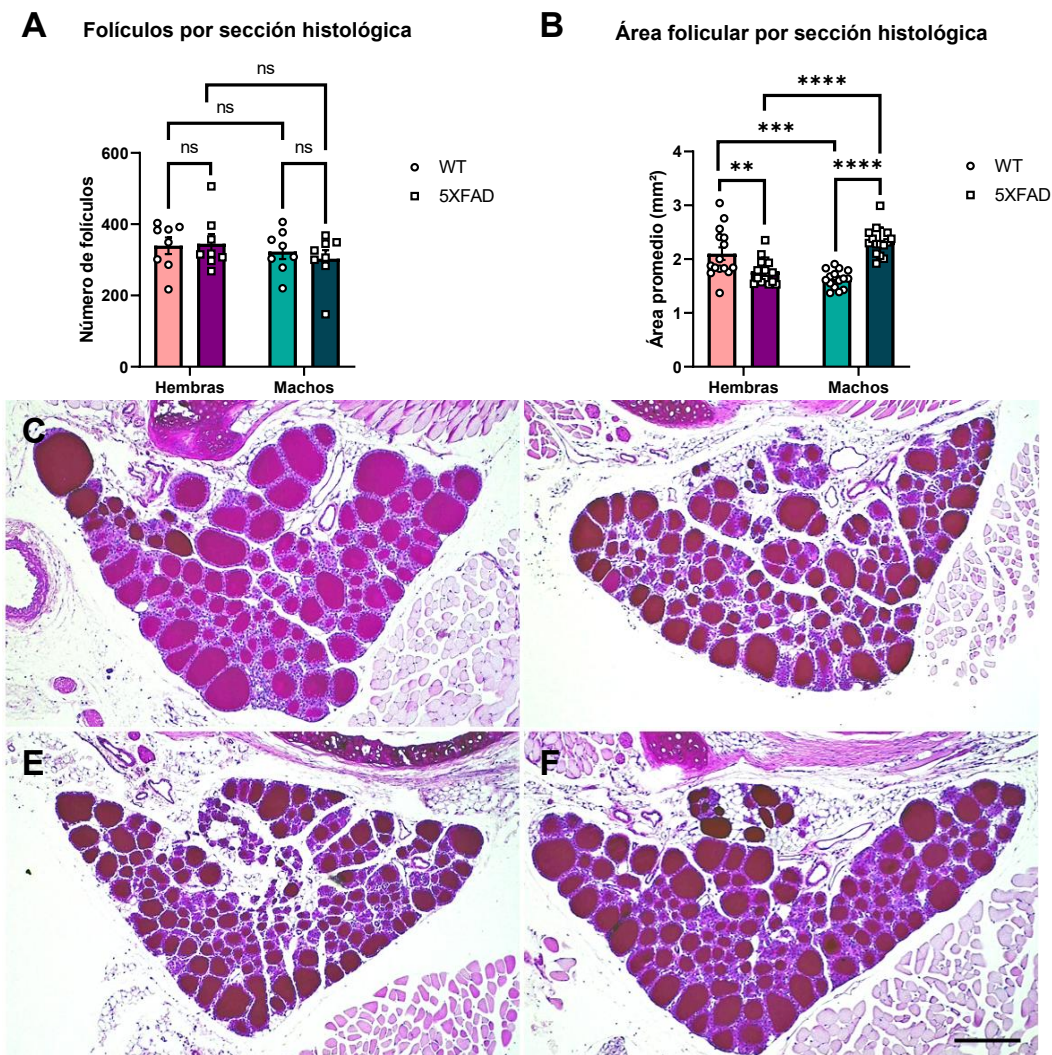 A Folículos por sección histológica
ns
ns
ns
ns
600
400
200
0
Número de folículos
Hembras
Machos
WT
5XFAD
B Área folicular por sección histológica
****
***
**
****
4
3
2
1
0
Área promedio (mm²)
Hembras
Machos
WT
5XFAD
C
E
F